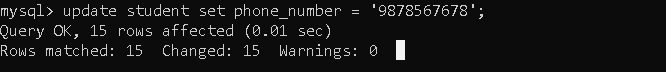 mysql> update student set phone_number = '9878567678';
Query OK, 15 rows affected (0.01 sec)
Rows matched: 15  Changed: 15  Warnings: 0